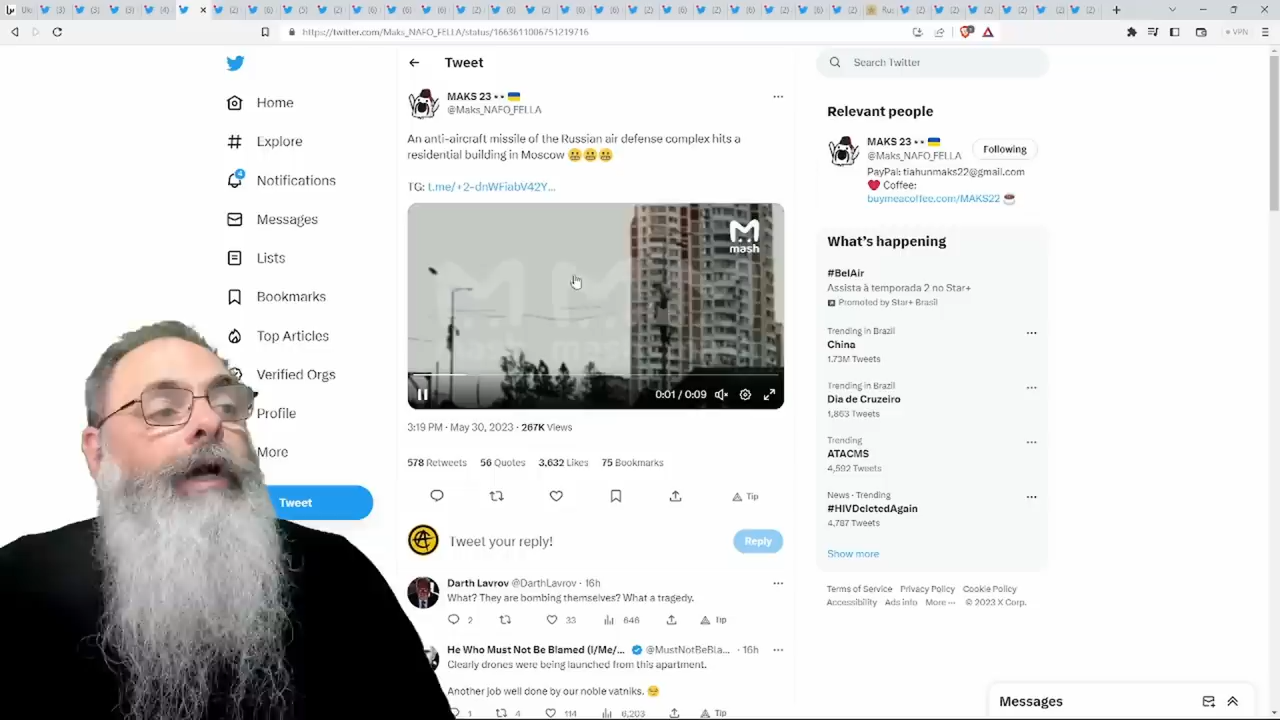 https://twitter.com/Maks_NAFO_FELLA/status/1663611006751219716
VPN
Home
Explore
4
Notifications
Messages
Lists
Bookmarks
Top Articles
Verified Orgs
Profile
More
Tweet
Tweet
MAKS 23
@Maks_NAFO_FELLA
An anti-aircraft missile of the Russian air defense complex hits a
residential building in Moscow 🤬🤬🤬
TG: t.me/+2-dnWFiabV42Y...
mash
0:01 / 0:09
3:19 PM · May 30, 2023 · 267K Views
578 Retweets 56 Quotes 3,632 Likes 75 Bookmarks
Tip
Tweet your reply!
Reply
Darth Lavrov @DarthLavrov · 16h
What? They are bombing themselves? What a tragedy.
2 33 646 Tip
He Who Must Not Be Blamed (I/Me/... @MustNotBeBla... · 16h
Clearly drones were being launched from this apartment.
Another job well done by our noble vatniks. 😏
1 4 114 6,203 Tip
Search Twitter
Relevant people
MAKS 23
Following
@Maks_NAFO_FELLA
PayPal: tiahunmaks22@gmail.com
Coffee:
buymeacoffee.com/MAKS22
What's happening
#BelAir
Assista à temporada 2 no Star+
Promoted by Star+ Brasil
Trending in Brazil
China
1.73M Tweets
Trending in Brazil
Dia de Cruzeiro
1,863 Tweets
Trending
ATACMS
4,592 Tweets
News · Trending
#HIVDeletedAgain
4,787 Tweets
Show more
Terms of Service Privacy Policy Cookie Policy
Accessibility Ads info More ··· © 2023 X Corp.
Messages